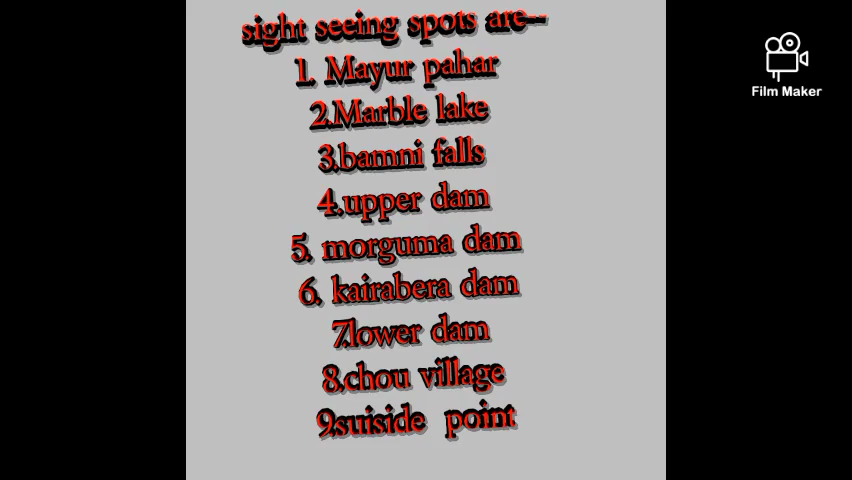 sight seeing spots are--
1. Mayur pahar
2.Marble lake
3.bamni falls
4.upper dam
5. morguma dam
6. kairabera dam
7.lower dam
8.chou village
9.suiside point
Film Maker